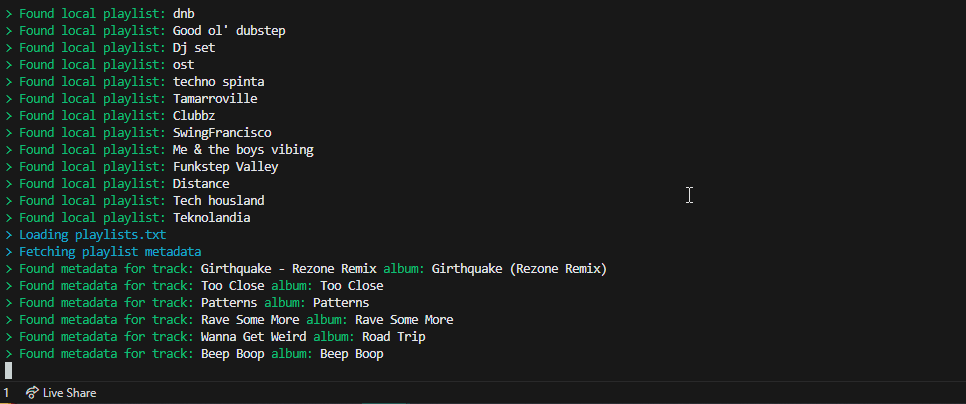 > Found local playlist: dnb
> Found local playlist: Good ol' dubstep
> Found local playlist: Dj set
> Found local playlist: ost
> Found local playlist: techno spinta
> Found local playlist: Tamarroville
> Found local playlist: Clubbz
> Found local playlist: SwingFrancisco
> Found local playlist: Me & the boys vibing
> Found local playlist: Funkstep Valley
> Found local playlist: Distance
> Found local playlist: Tech housland
> Found local playlist: Teknolandia
> Loading playlists.txt
> Fetching playlist metadata
> Found metadata for track: Girthquake - Rezone Remix album: Girthquake (Rezone Remix)
> Found metadata for track: Too Close album: Too Close
> Found metadata for track: Patterns album: Patterns
> Found metadata for track: Rave Some More album: Rave Some More
> Found metadata for track: Wanna Get Weird album: Road Trip
> Found metadata for track: Beep Boop album: Beep Boop
1 Live Share